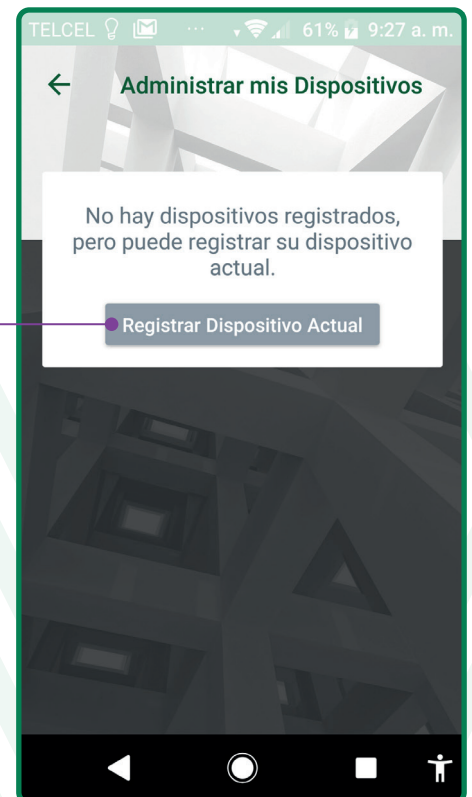 TELCEL ... 61% 9:27 a. m.
Administrar mis Dispositivos
No hay dispositivos registrados,
pero puede registrar su dispositivo
actual.
Registrar Dispositivo Actual